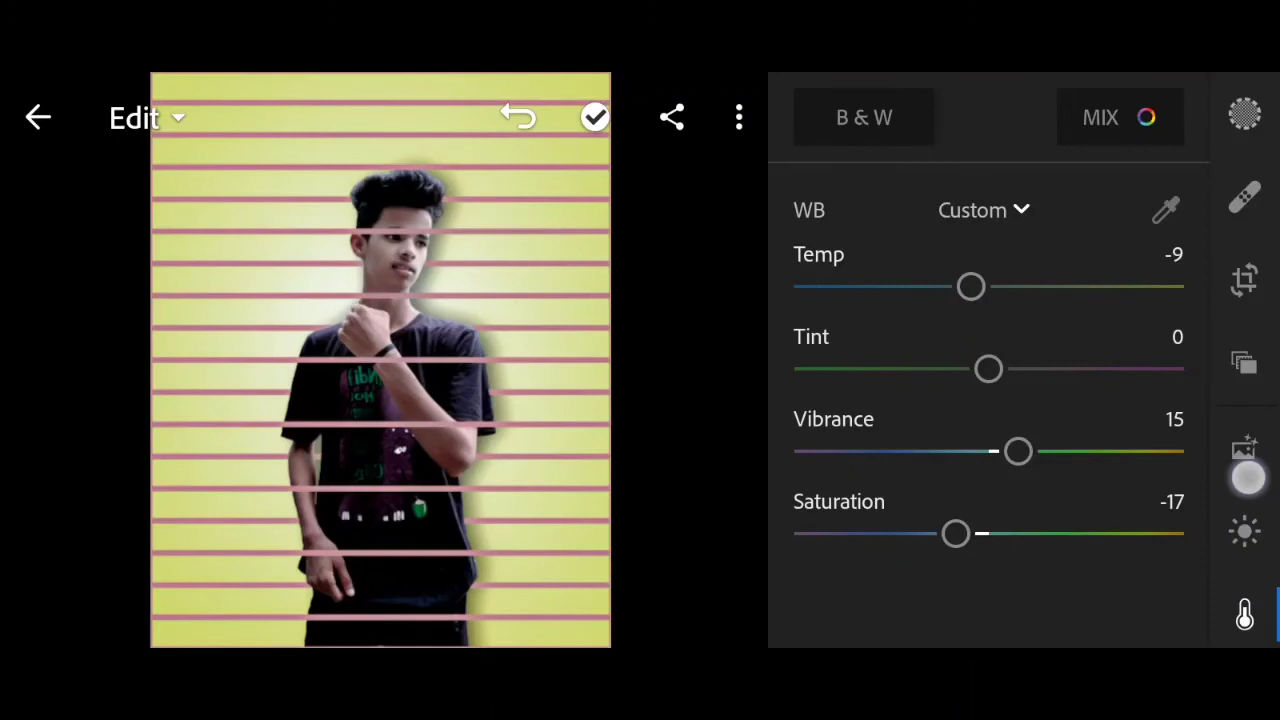 Edit
B & W
MIX
WB
Custom
Temp
-9
Tint
0
Vibrance
15
Saturation
-17